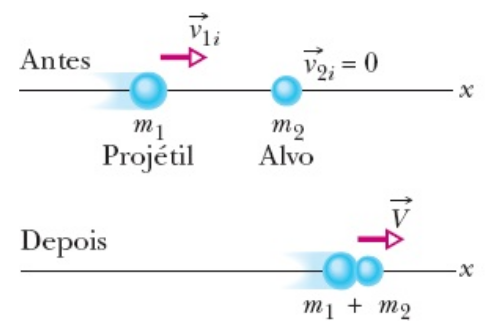 v⃗₁ᵢ
Antes
v⃗₂ᵢ = 0
x
m₁
m₂
Projétil
Alvo
V⃗
Depois
x
m₁ + m₂